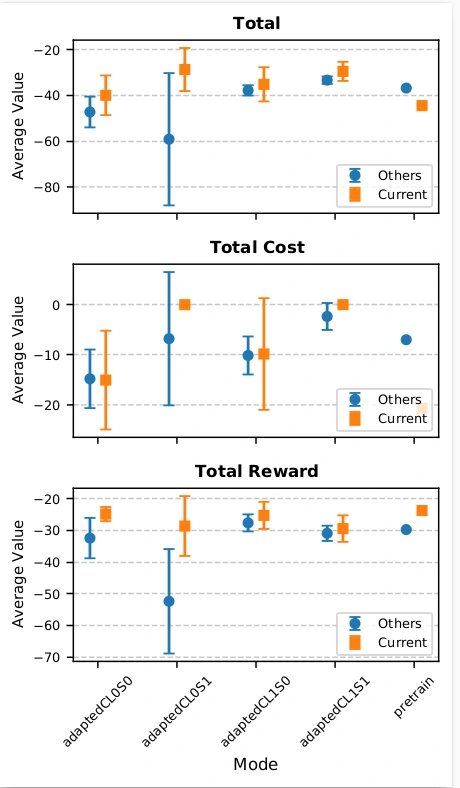 Total
−20
−40
−60
−80
Average Value
Others
Current
Total Cost
0
−10
−20
Average Value
Others
Current
Total Reward
−20
−30
−40
−50
−60
−70
Average Value
Others
Current
adaptedCL0S0
adaptedCL0S1
adaptedCL1S0
adaptedCL1S1
pretrain
Mode